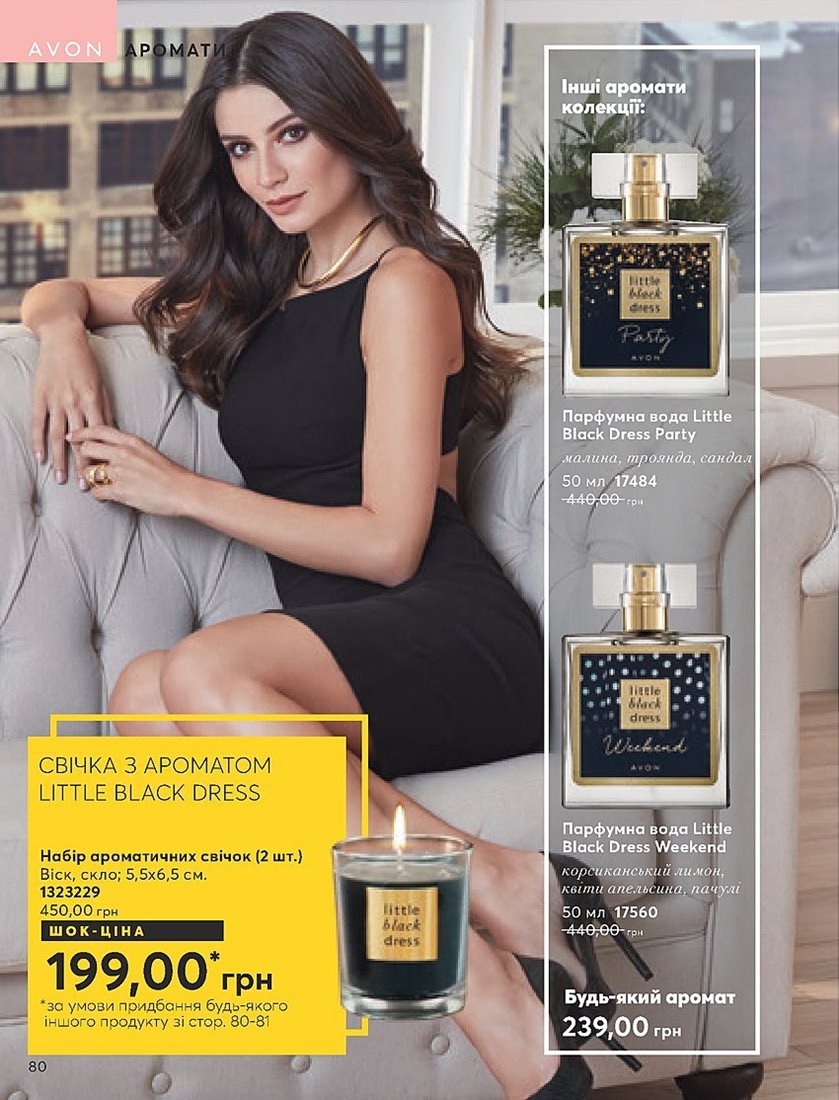 AVON АРОМАТИ
Інші аромати
колекції:
little
black
dress
Party
AVON
Парфумна вода Little
Black Dress Party
малина, троянда, сандал
50 мл 17484
440,00 грн
little
black
dress
Weekend
AVON
Парфумна вода Little
Black Dress Weekend
корсиканський лимон,
квіти апельсина, пачулі
50 мл 17560
440,00 грн
Будь-який аромат
239,00 грн
СВІЧКА З АРОМАТОМ
LITTLE BLACK DRESS
Набір ароматичних свічок (2 шт.)
Віск, скло; 5,5х6,5 см.
1323229
450,00 грн
ШОК-ЦІНА
199,00* грн
*за умови придбання будь-якого
іншого продукту зі стор. 80-81
little
black
dress
80